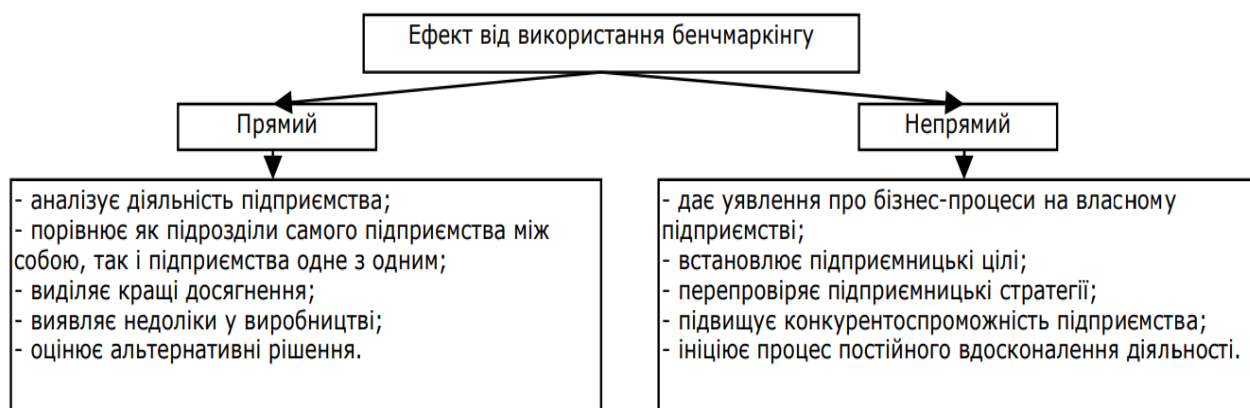 Ефект від використання бенчмаркінгу
Прямий
Непрямий
- аналізує діяльність підприємства;
- порівнює як підрозділи самого підприємства між
собою, так і підприємства одне з одним;
- виділяє кращі досягнення;
- виявляє недоліки у виробництві;
- оцінює альтернативні рішення.
- дає уявлення про бізнес-процеси на власному
підприємстві;
- встановлює підприємницькі цілі;
- перепровіряє підприємницькі стратегії;
- підвищує конкурентоспроможність підприємства;
- ініціює процес постійного вдосконалення діяльності.